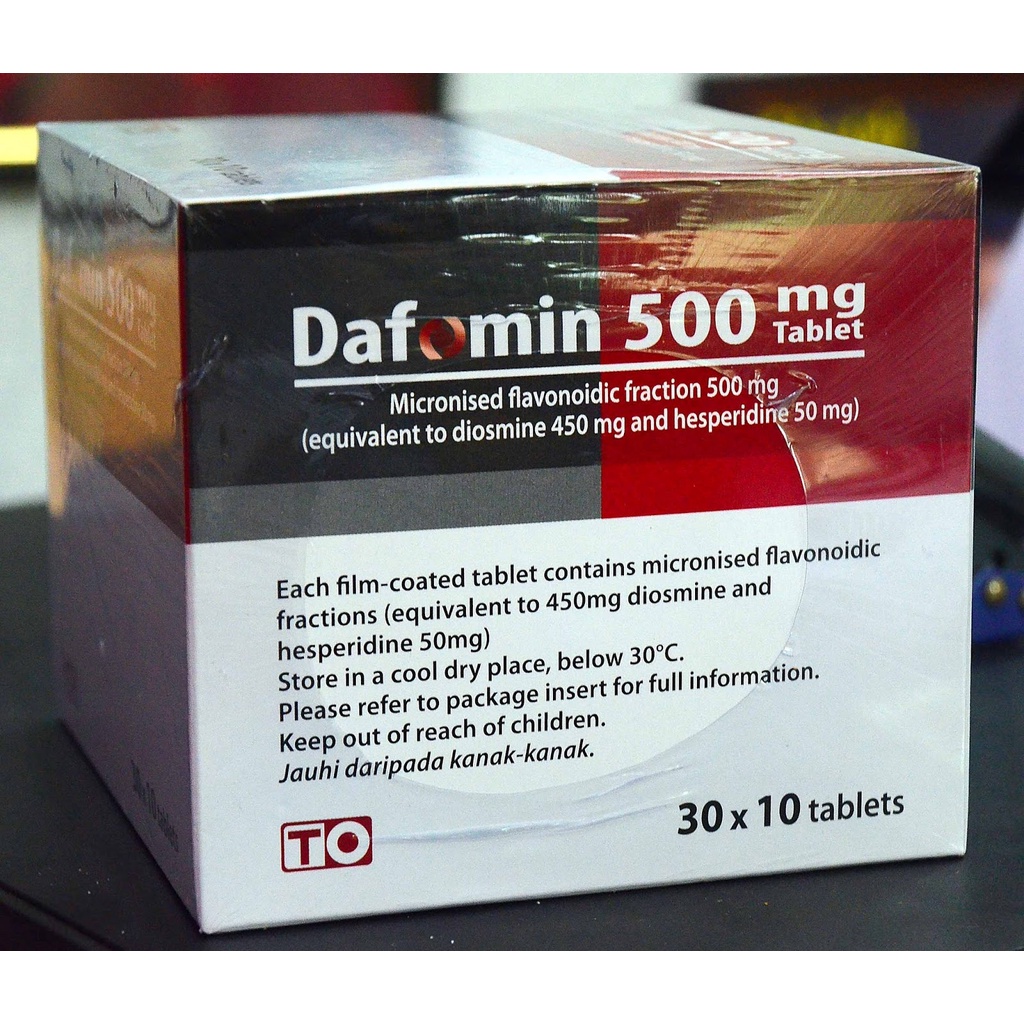 Dafomin 500 mg
Tablet
Micronised flavonoidic fraction 500 mg
(equivalent to diosmine 450 mg and hesperidine 50 mg)
Each film-coated tablet contains micronised flavonoidic
fractions (equivalent to 450mg diosmine and
hesperidine 50mg)
Store in a cool dry place, below 30°C.
Please refer to package insert for full information.
Keep out of reach of children.
Jauhi daripada kanak-kanak.
TO
30 x 10 tablets
30 x 10 tablets